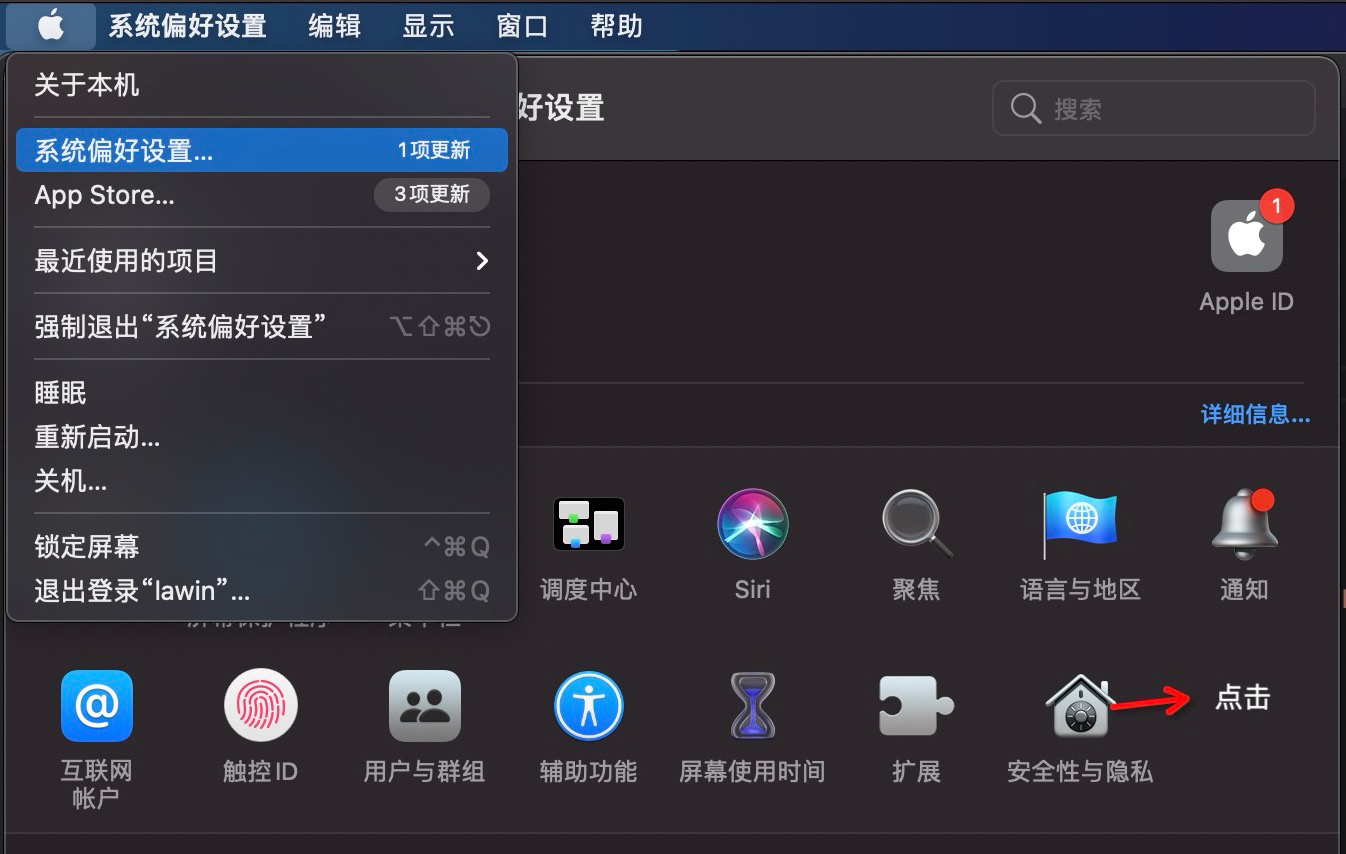 系统偏好设置 编辑 显示 窗口 帮助
关于本机
好设置
搜索
系统偏好设置... 1项更新
App Store... 3项更新
1
最近使用的项目
Apple ID
强制退出“系统偏好设置” ⌥⇧⌘⎋
睡眠
详细信息...
重新启动...
关机...
锁定屏幕 ^⌘Q
退出登录“lawin”... ⇧⌘Q
调度中心 Siri 聚焦 语言与地区 通知
点击
互联网
帐户
触控 ID 用户与群组 辅助功能 屏幕使用时间 扩展 安全性与隐私